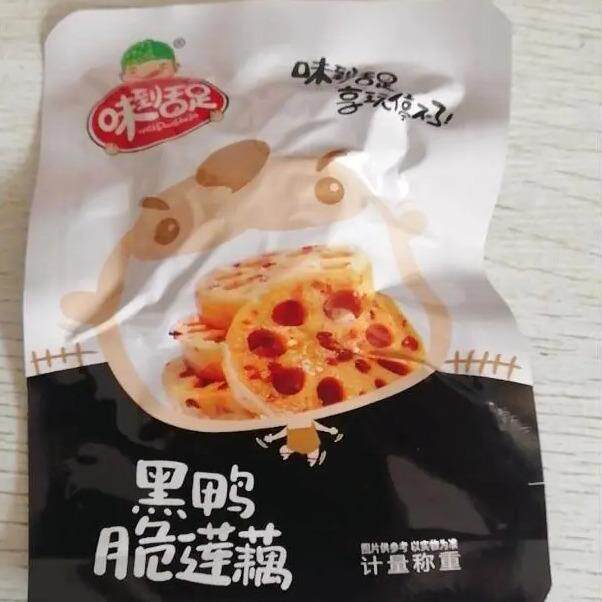 味到舌足
®
味到舌足
享玩停不了!
黑鸭
脆莲藕
图片供参考 以实物为准
计量称重